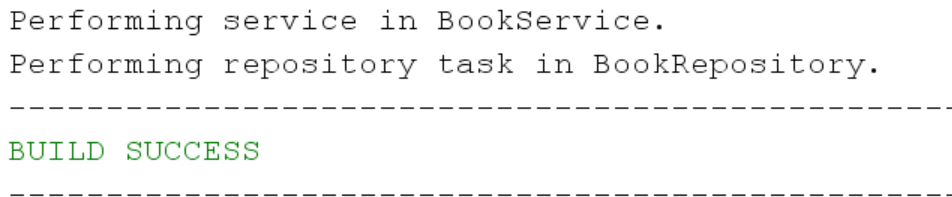 Performing service in BookService.
Performing repository task in BookRepository.
------------------------------------------------
BUILD SUCCESS
------------------------------------------------